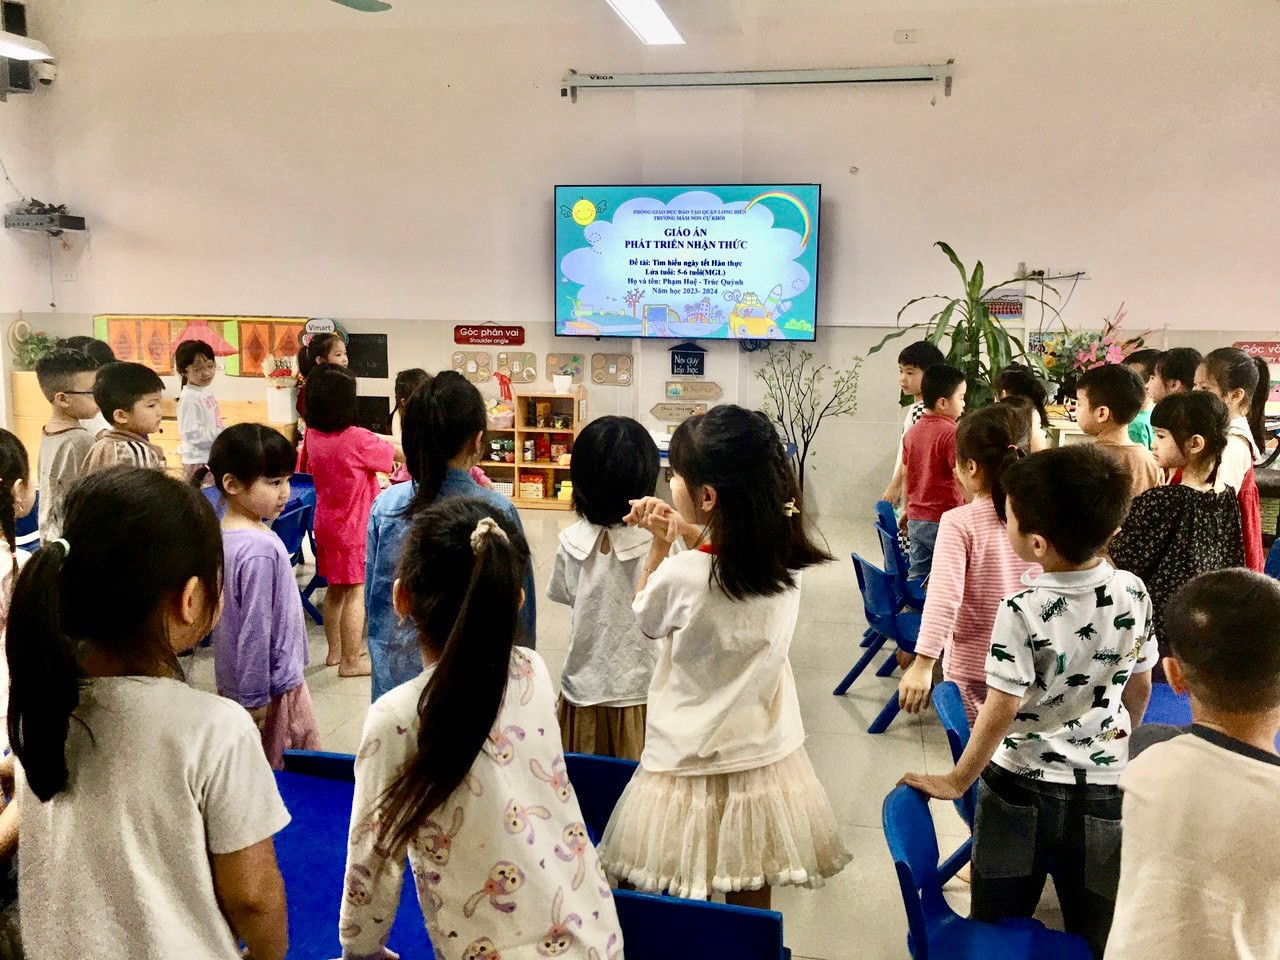 VEGA
PHÒNG GIÁO DỤC ĐÀO TẠO QUẬN LONG BIÊN
TRƯỜNG MẦM NON CỰ KHỐI
GIÁO ÁN
PHÁT TRIỂN NHẬN THỨC
Đề tài: Tìm hiểu ngày tết Hàn thực
Lứa tuổi: 5-6 tuổi(MGL)
Họ và tên: Phạm Huệ - Trúc Quỳnh
Năm học 2023- 2024
Vimart
Góc phân vai
Shoulder angle
Nội quy
lớp học